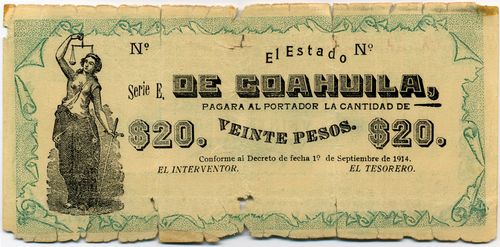 Nº El Estado Nº
Serie E, DE COAHUILA,
PAGARA AL PORTADOR LA CANTIDAD DE
$20. VEINTE PESOS. $20.
Conforme al Decreto de fecha 1º de Septiembre de 1914.
EL INTERVENTOR. EL TESORERO.